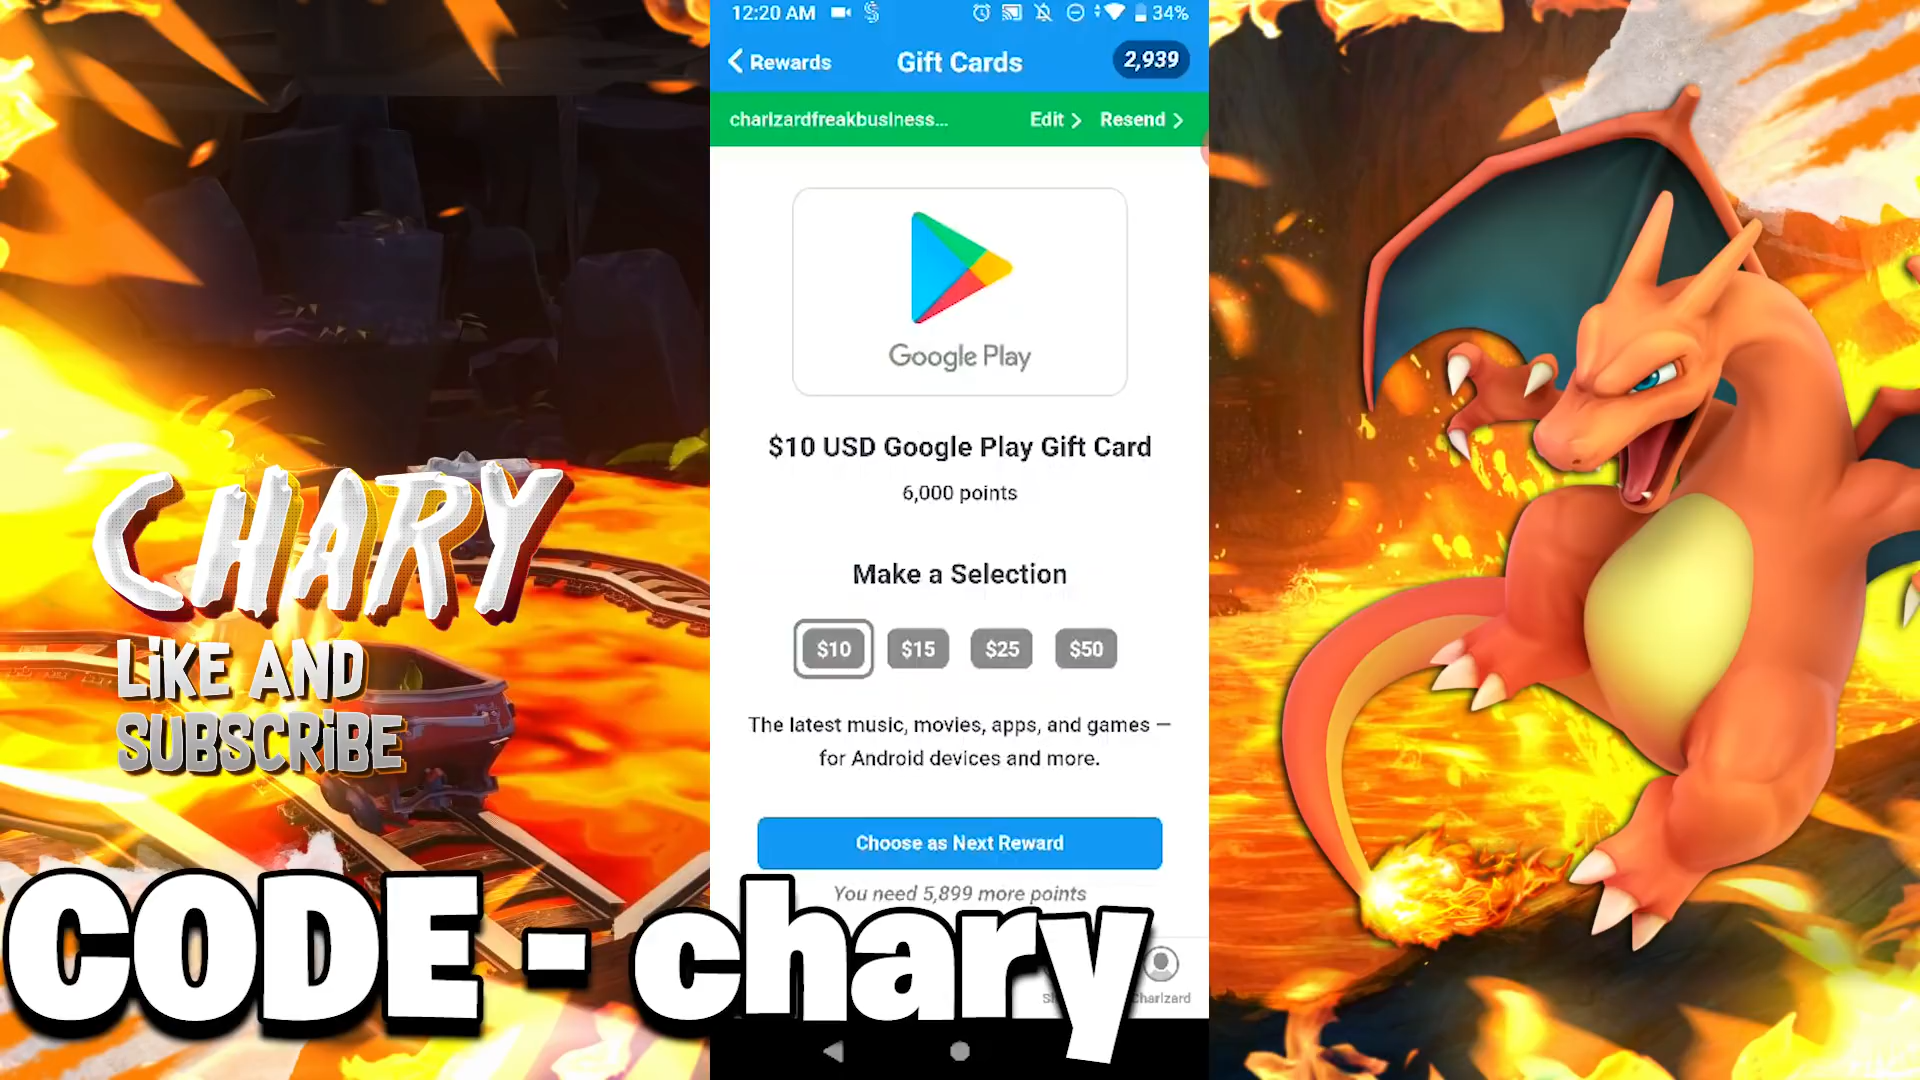 12:20 AM
34%
Rewards
Gift Cards
2,939
charizardfreakbusiness...
Edit
Resend
Google Play
$10 USD Google Play Gift Card
6,000 points
Make a Selection
$10
$15
$25
$50
The latest music, movies, apps, and games —
for Android devices and more.
Choose as Next Reward
You need 5,899 more points
Charizard
CHARY
LiKE AND
SUBSCRiBE
CODE - chary